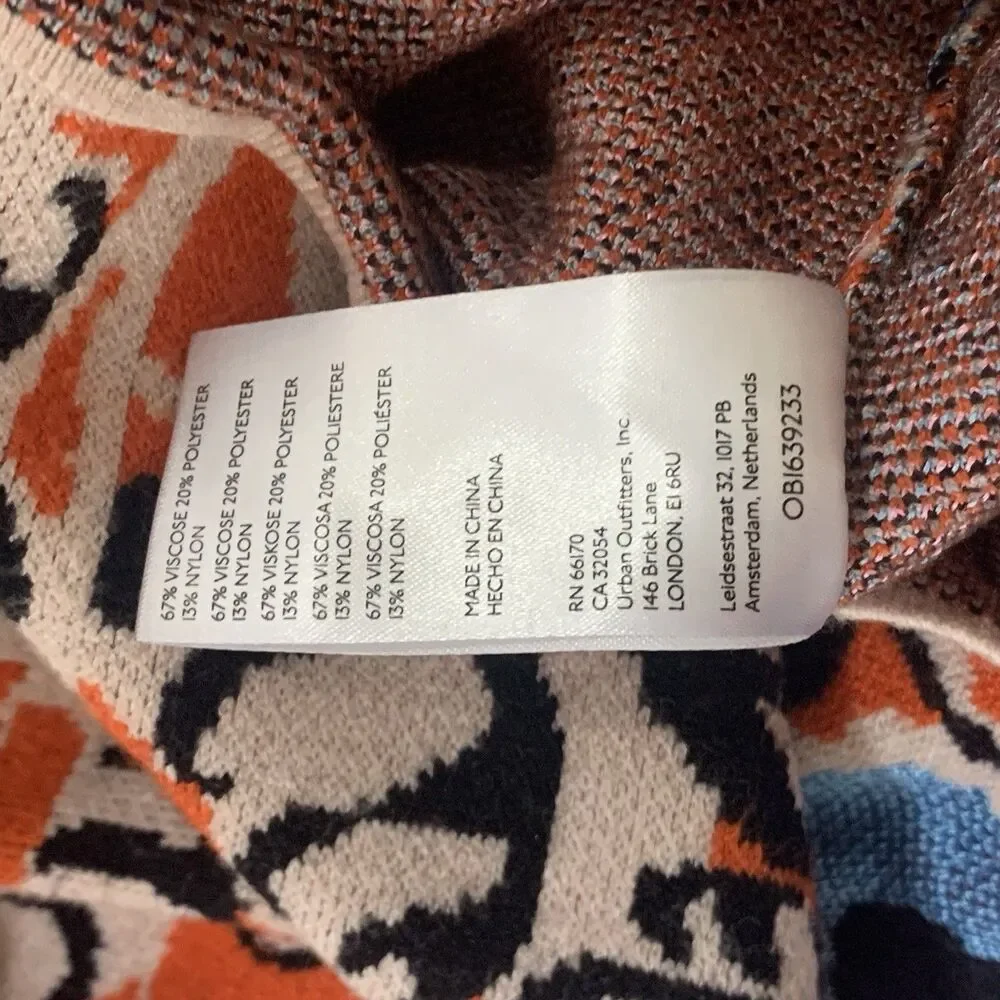 67% VISCOSE 20% POLYESTER
13% NYLON
67% VISCOSE 20% POLYESTER
13% NYLON
67% VISKOSE 20% POLYESTER
13% NYLON
67% VISCOSA 20% POLIESTERE
13% NYLON
67% VISCOSA 20% POLIÉSTER
13% NYLON
MADE IN CHINA
HECHO EN CHINA
RN 66170
CA 32054
Urban Outfitters, Inc
146 Brick Lane
LONDON, E1 6RU
Leidsestraat 32, 1017 PB
Amsterdam, Netherlands
OB1639233